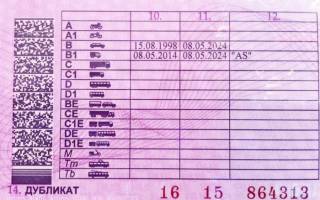 10. 11. 12.
A
A1
B 15.08.1998 08.05.2024
B1 08.05.2014 08.05.2024 "AS"
C
C1
D
D1
BE
CE
C1E
DE
D1E
M
Tm
Tb
14. ДУБЛИКАТ 16 15 864313